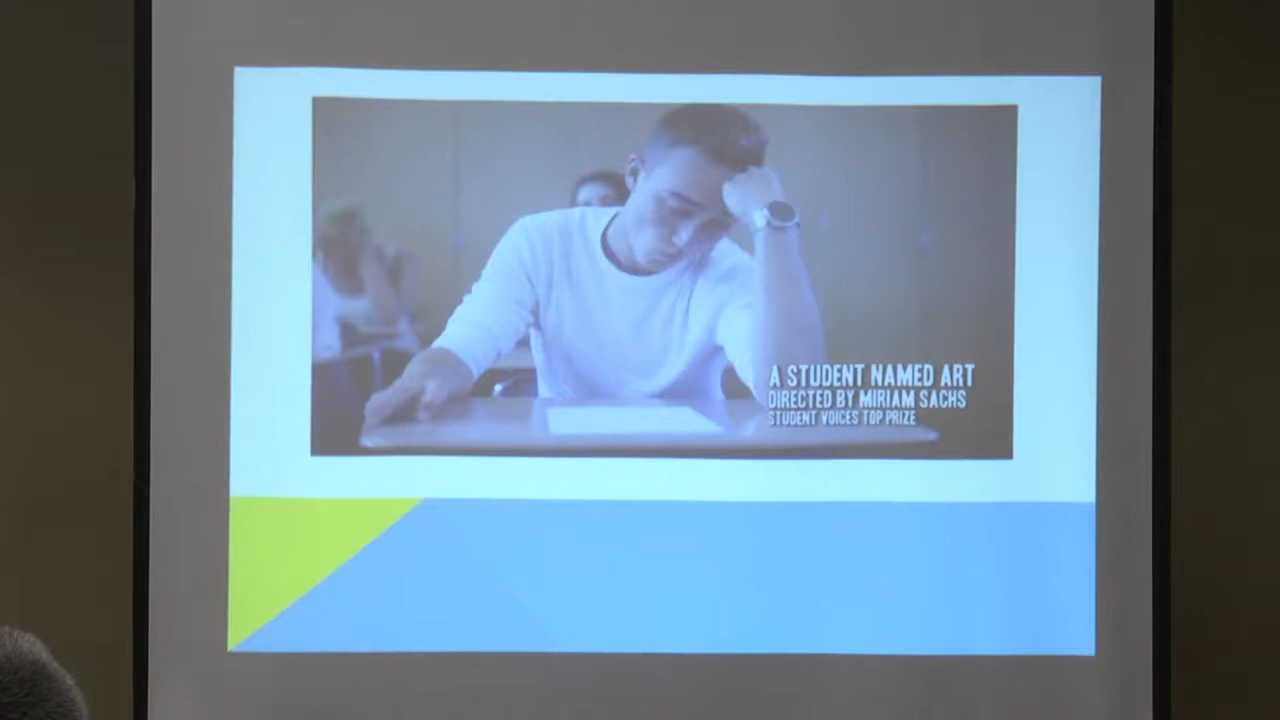 A STUDENT NAMED ART
DIRECTED BY MIRIAM SACHS
STUDENT VOICES TOP PRIZE